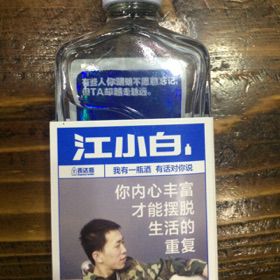 有些人你明明不愿意忘记，
但TA却越走越远。
江小白
表达瓶
我有一瓶酒 有话对你说
你内心丰富
才能摆脱
生活的
重复